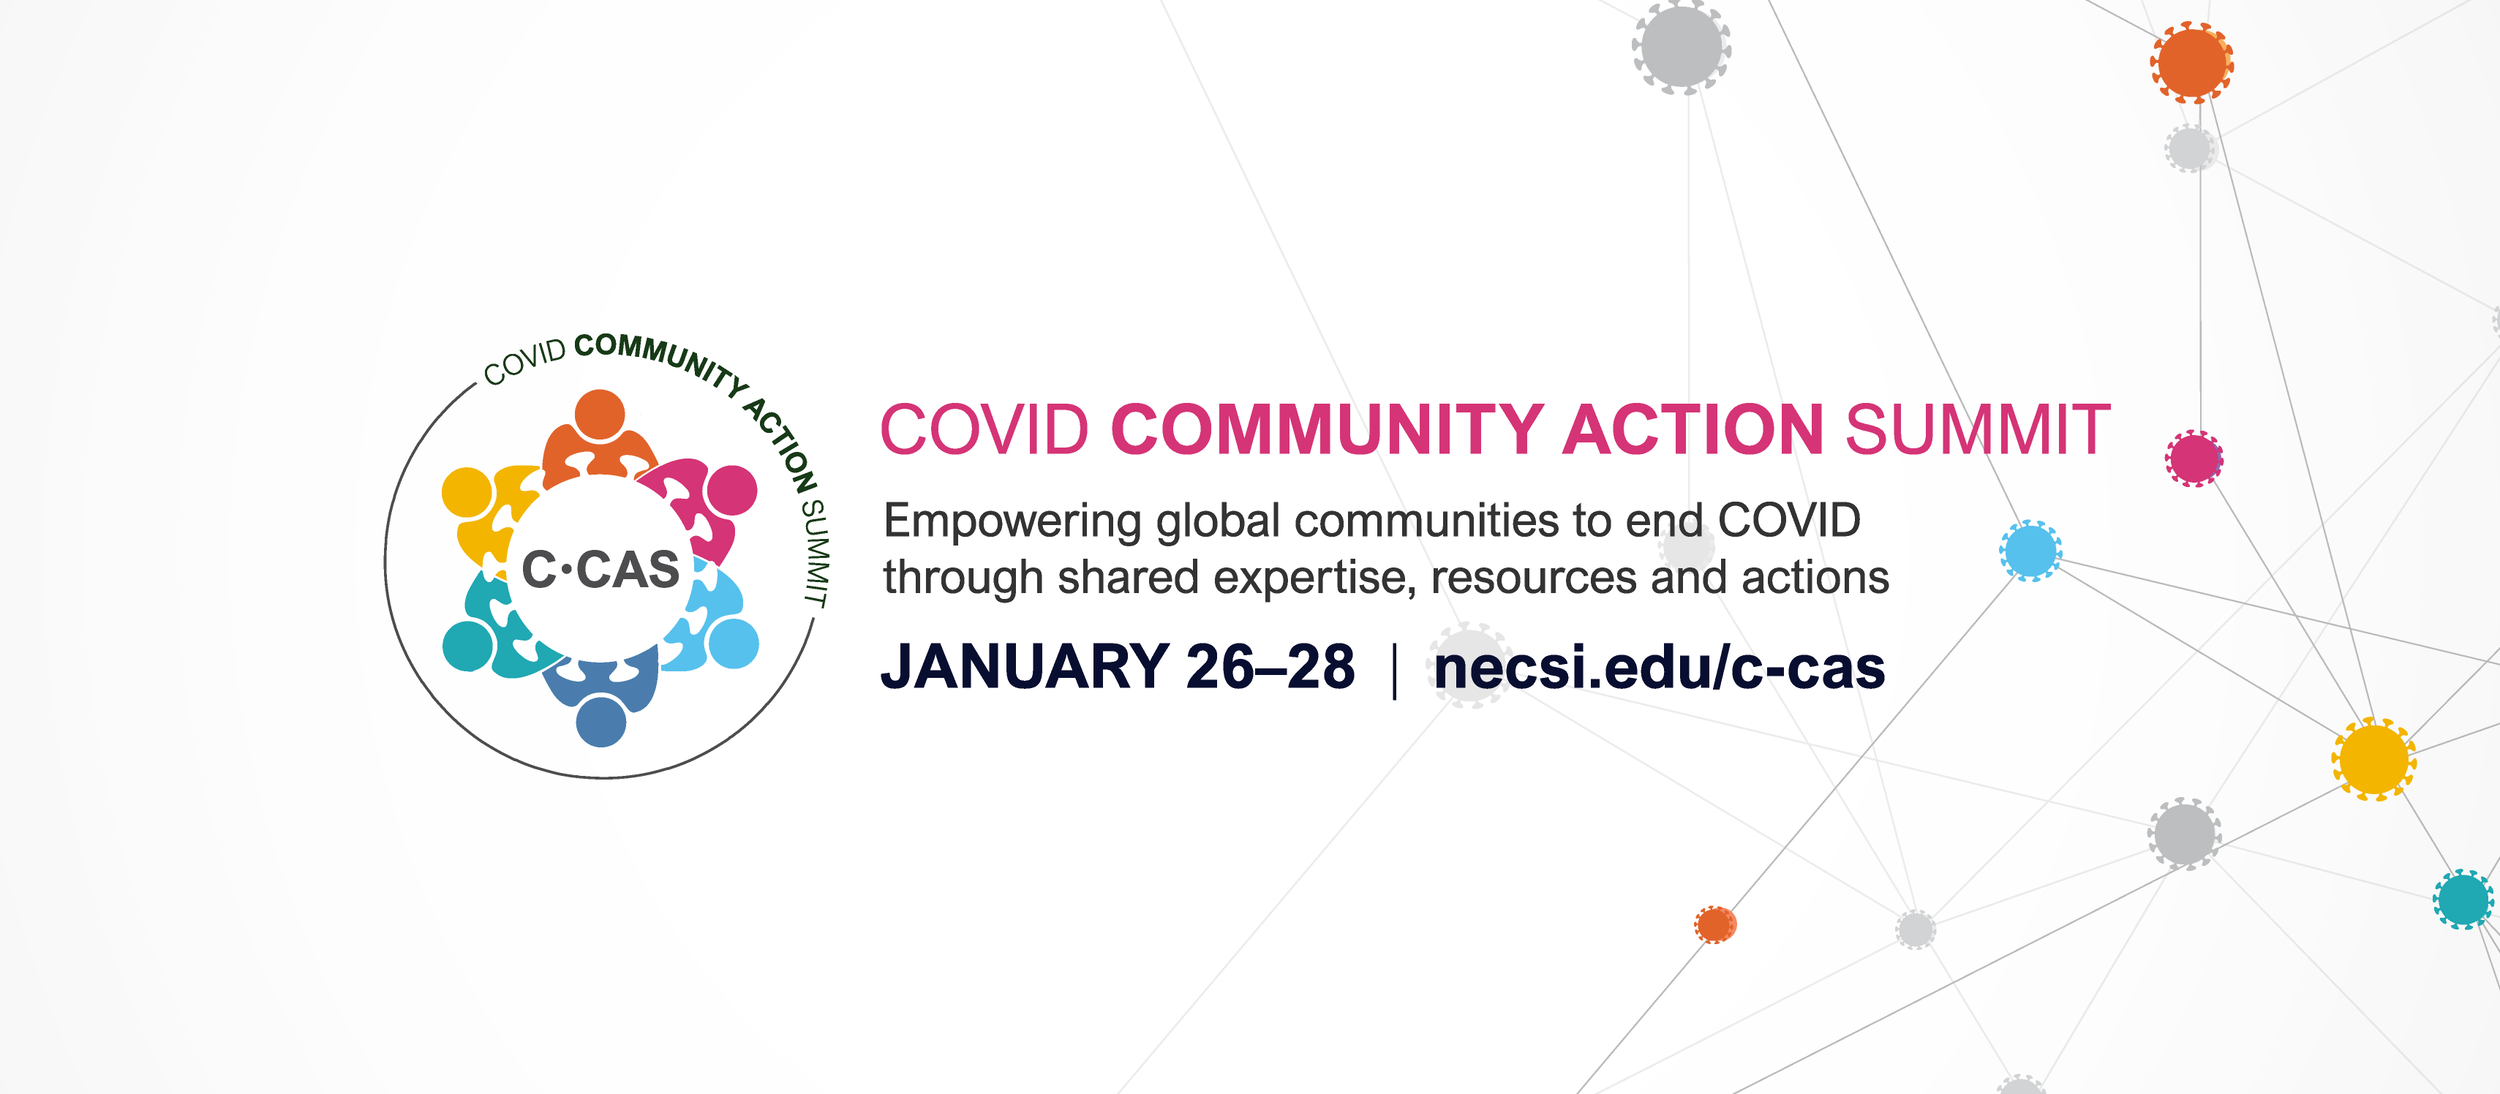 COVID COMMUNITY ACTION SUMMIT
C·CAS
COVID COMMUNITY ACTION SUMMIT
Empowering global communities to end COVID
through shared expertise, resources and actions
JANUARY 26–28 | necsi.edu/c-cas